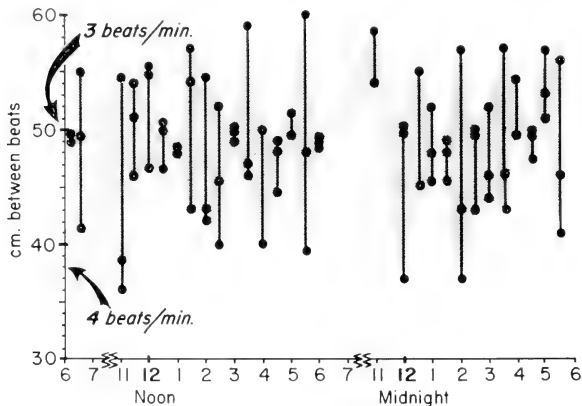 60
3 beats/min.
50
cm. between beats
40
4 beats/min.
30
6 7 11 12 1 2 3 4 5 6 7 11 12 1 2 3 4 5 6
Noon Midnight